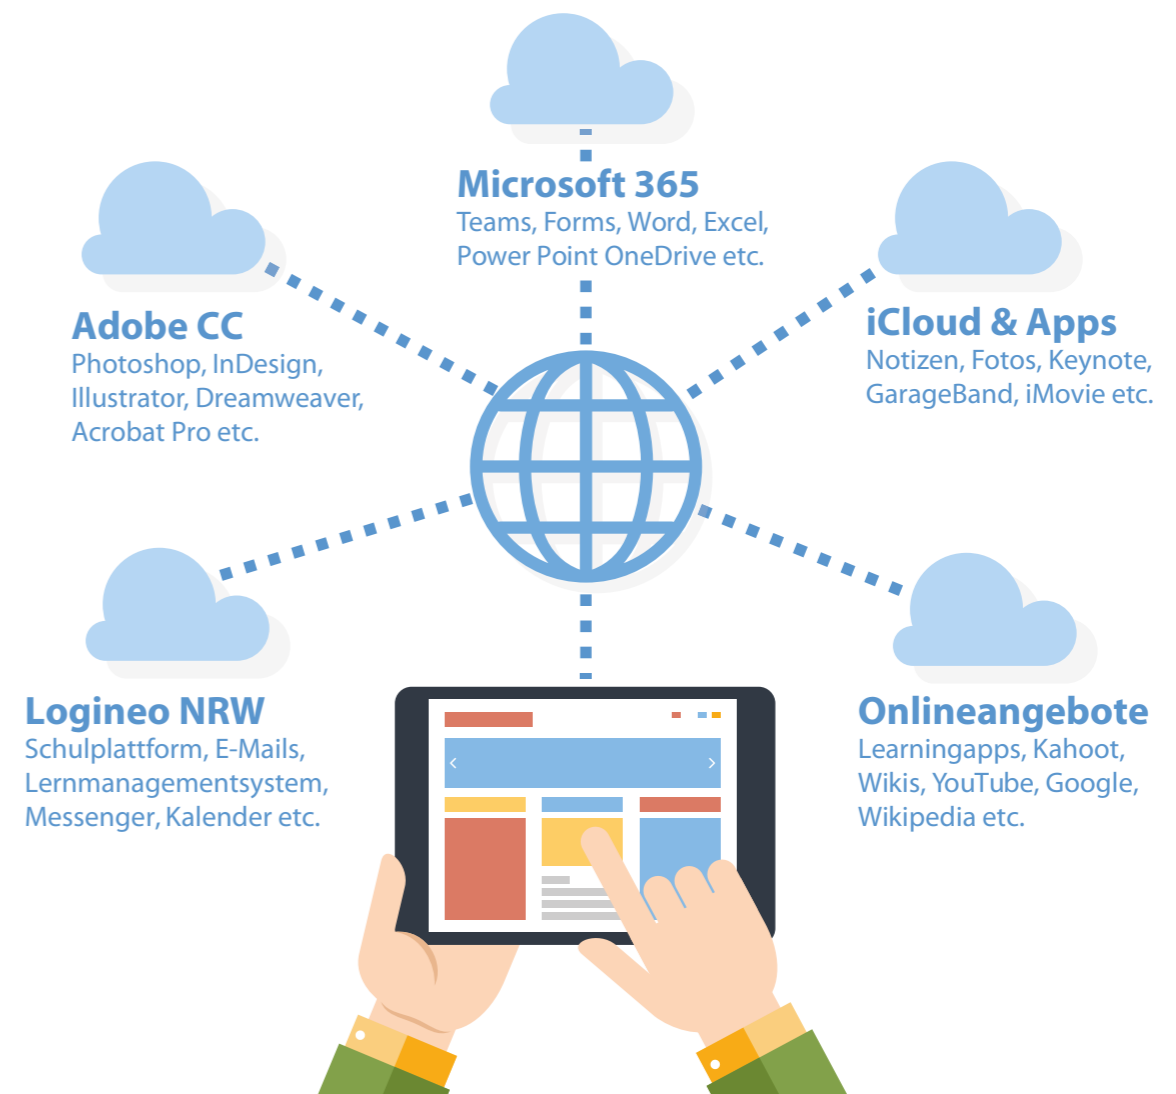 Microsoft 365
Teams, Forms, Word, Excel,
Power Point OneDrive etc.
Adobe CC
Photoshop, InDesign,
Illustrator, Dreamweaver,
Acrobat Pro etc.
iCloud & Apps
Notizen, Fotos, Keynote,
GarageBand, iMovie etc.
Logineo NRW
Schulplattform, E-Mails,
Lernmanagementsystem,
Messenger, Kalender etc.
Onlineangebote
Learningapps, Kahoot,
Wikis, YouTube, Google,
Wikipedia etc.